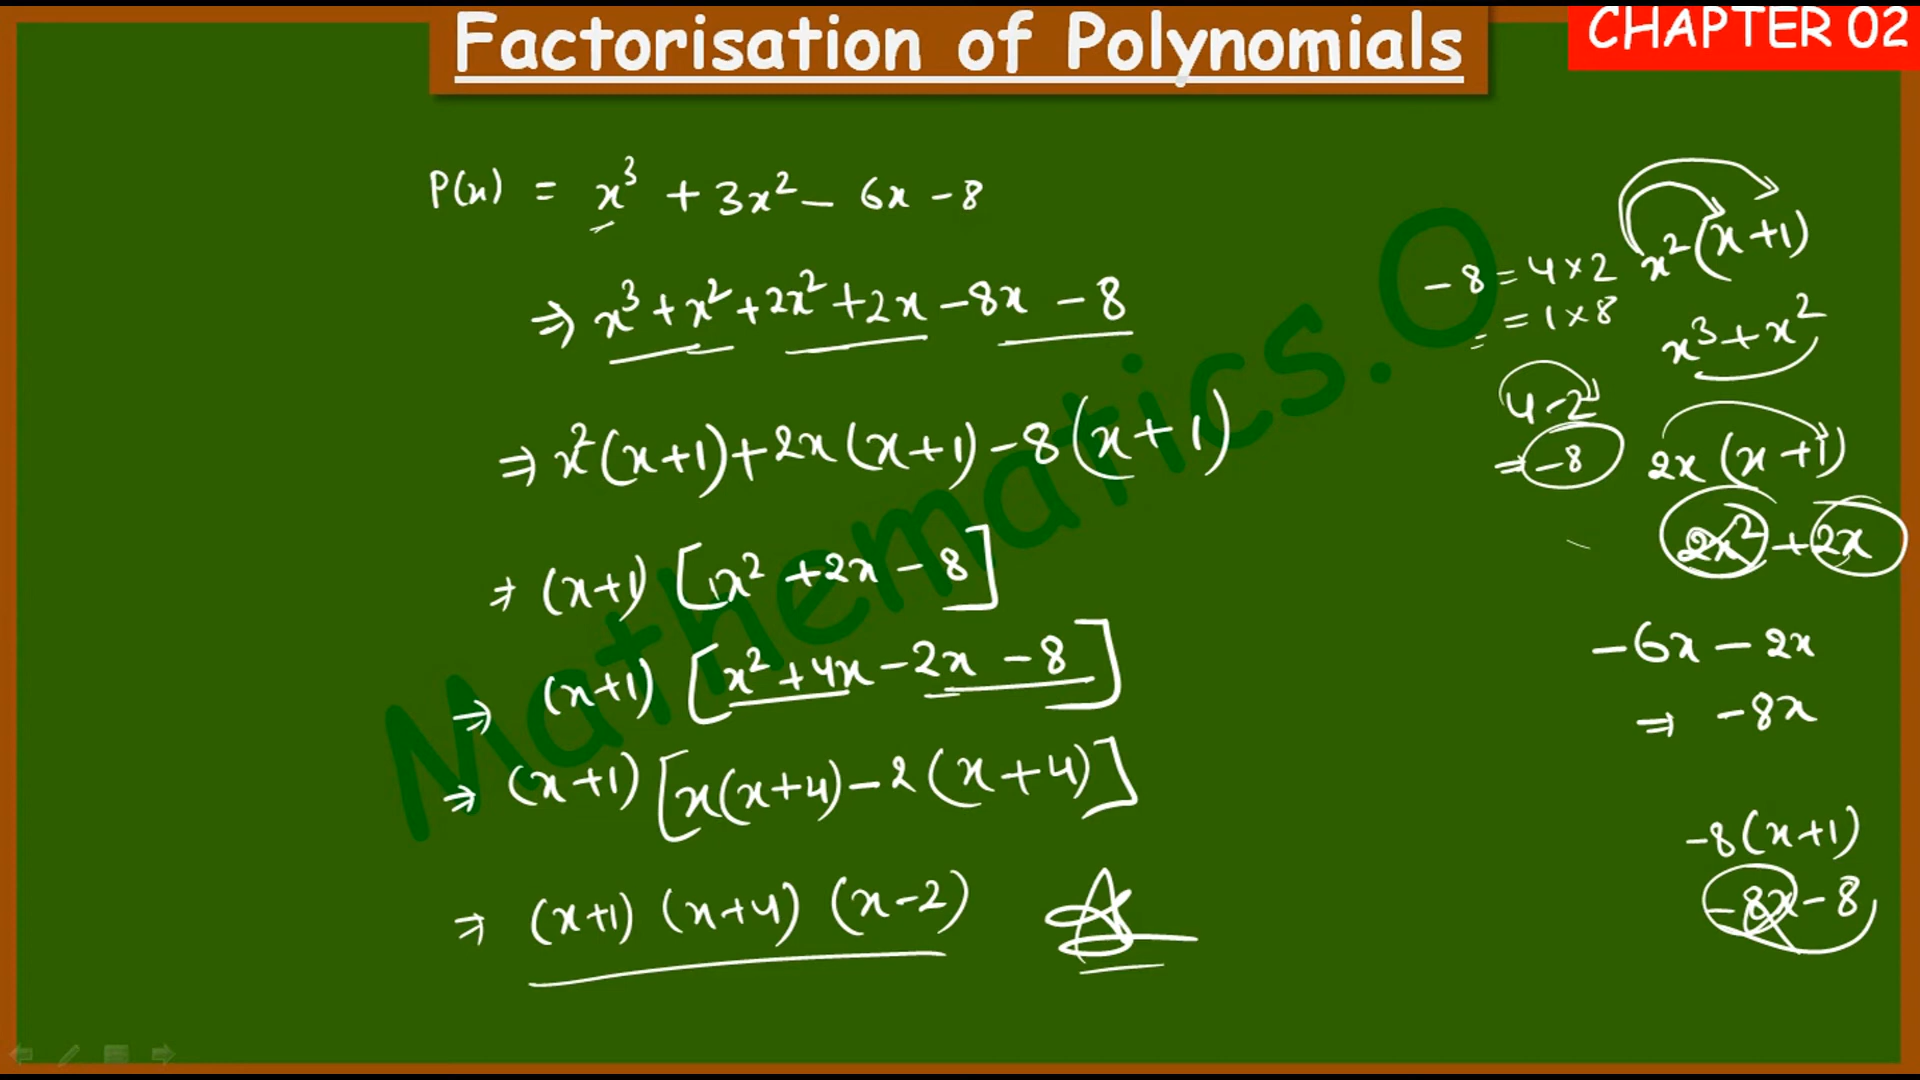 Factorisation of Polynomials
CHAPTER 02
P(x) = x³ + 3x² - 6x - 8
⇒ x³ + x² + 2x² + 2x - 8x - 8
⇒ x²(x+1) + 2x(x+1) - 8(x+1)
⇒ (x+1) [x² + 2x - 8]
⇒ (x+1) [x² + 4x - 2x - 8]
⇒ (x+1) [x(x+4) - 2(x+4)]
⇒ (x+1) (x+4) (x-2)
-8 = 4×2
= 1×8
4-2
⇒ -8
x²(x+1)
x³ + x²
2x(x+1)
2x² + 2x
-6x - 2x
⇒ -8x
-8(x+1)
-8x - 8
Mathematics.O